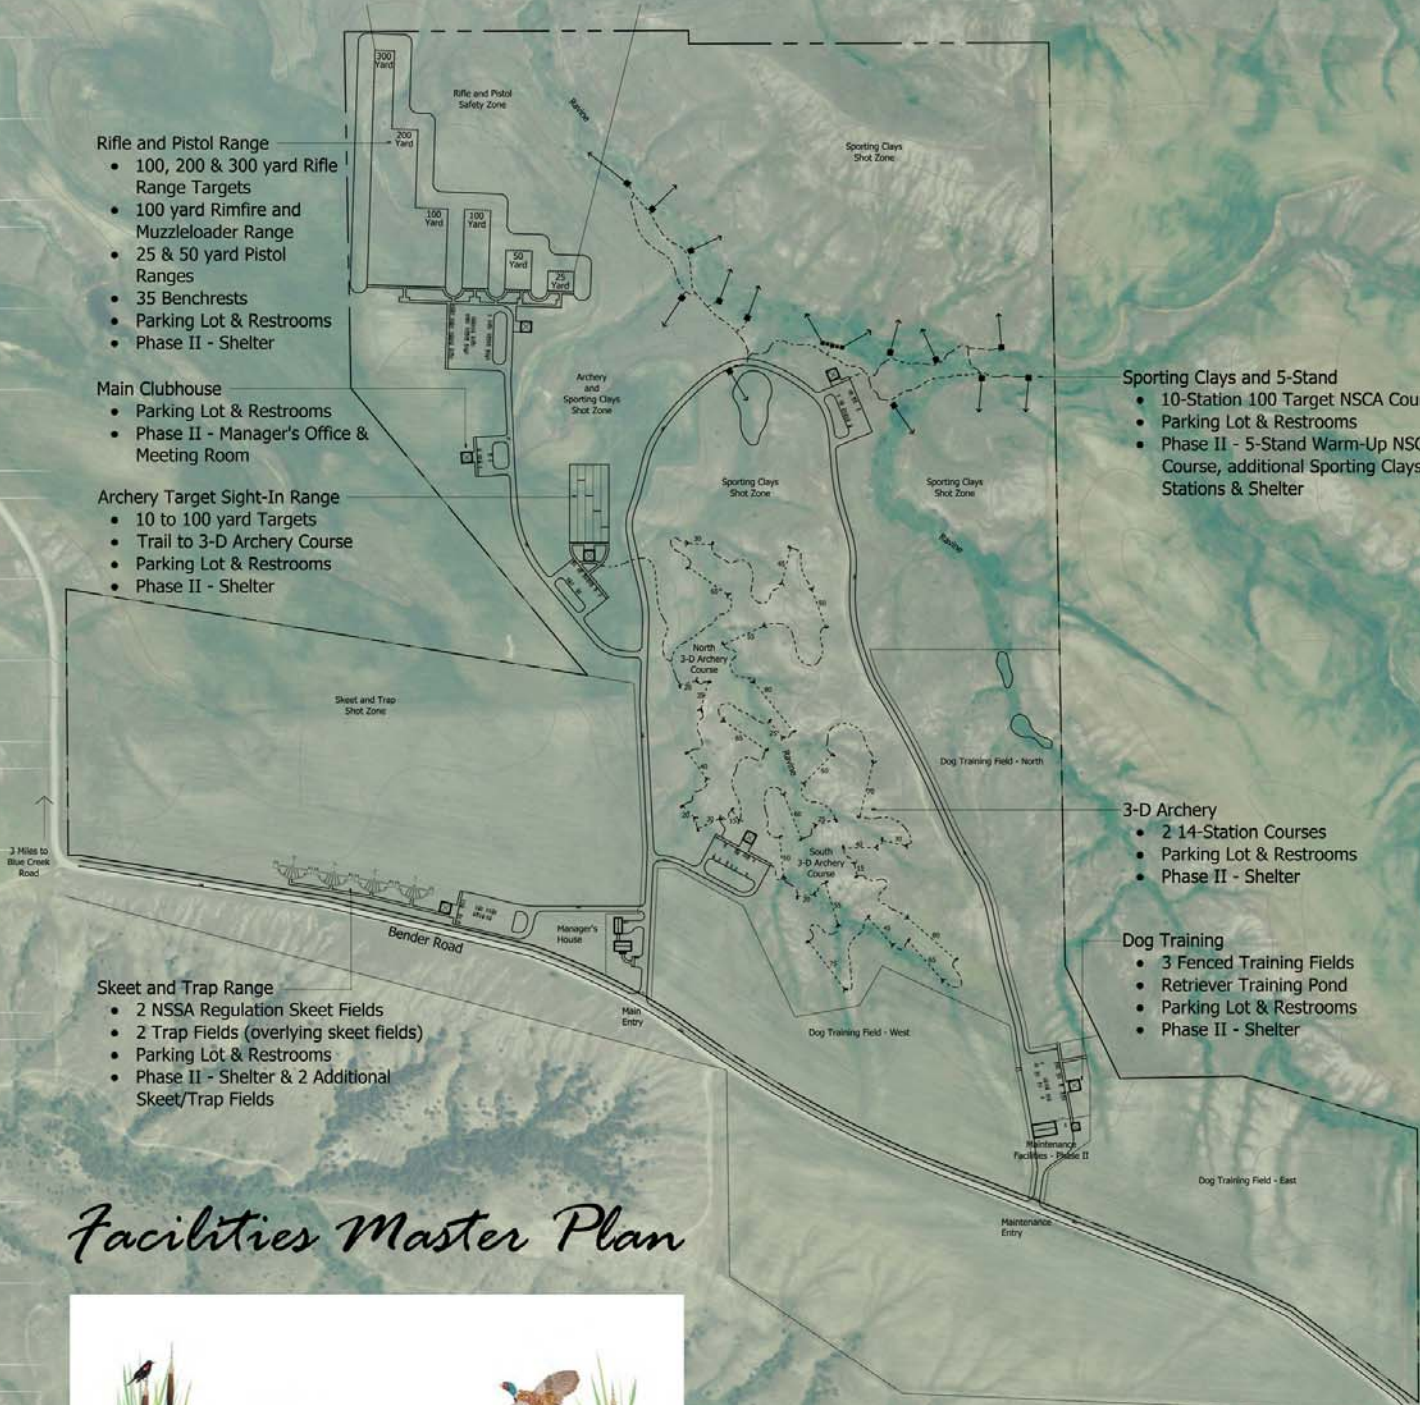 300
Yard
Rifle and Pistol
Safety Zone
Ravine
200
Yard
Sporting Clays
Shot Zone
Rifle and Pistol Range
• 100, 200 & 300 yard Rifle
Range Targets
• 100 yard Rimfire and
Muzzleloader Range
• 25 & 50 yard Pistol
Ranges
• 35 Benchrests
• Parking Lot & Restrooms
• Phase II - Shelter
100
Yard
100
Yard
50
Yard
25
Yard
Archery
and
Sporting Clays
Shot Zone
Main Clubhouse
• Parking Lot & Restrooms
• Phase II - Manager's Office &
Meeting Room
Sporting Clays and 5-Stand
• 10-Station 100 Target NSCA Cou
• Parking Lot & Restrooms
• Phase II - 5-Stand Warm-Up NSC
Course, additional Sporting Clays
Stations & Shelter
Archery Target Sight-In Range
• 10 to 100 yard Targets
• Trail to 3-D Archery Course
• Parking Lot & Restrooms
• Phase II - Shelter
Sporting Clays
Shot Zone
Sporting Clays
Shot Zone
Ravine
North
3-D Archery
Course
Skeet and Trap
Shot Zone
Ravine
Dog Training Field - North
3-D Archery
• 2 14-Station Courses
• Parking Lot & Restrooms
• Phase II - Shelter
South
3-D Archery
Course
3 Miles to
Blue Creek
Road
Bender Road
Manager's
House
Dog Training
• 3 Fenced Training Fields
• Retriever Training Pond
• Parking Lot & Restrooms
• Phase II - Shelter
Skeet and Trap Range
• 2 NSSA Regulation Skeet Fields
• 2 Trap Fields (overlying skeet fields)
• Parking Lot & Restrooms
• Phase II - Shelter & 2 Additional
Skeet/Trap Fields
Main
Entry
Dog Training Field - West
Maintenance
Facilities - Phase II
Dog Training Field - East
Maintenance
Entry
Facilities Master Plan